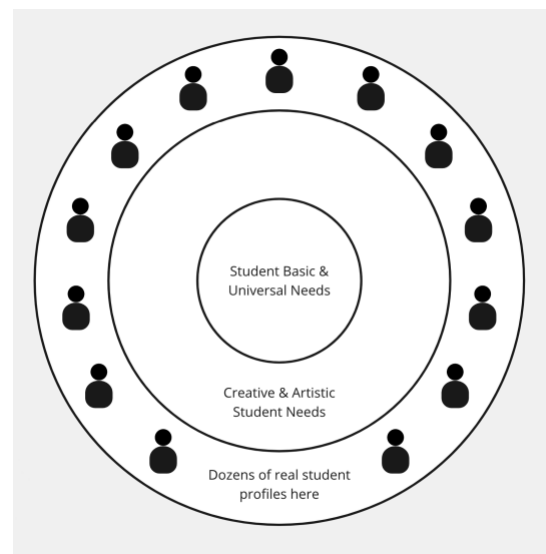 Student Basic &
Universal Needs
Creative & Artistic
Student Needs
Dozens of real student
profiles here